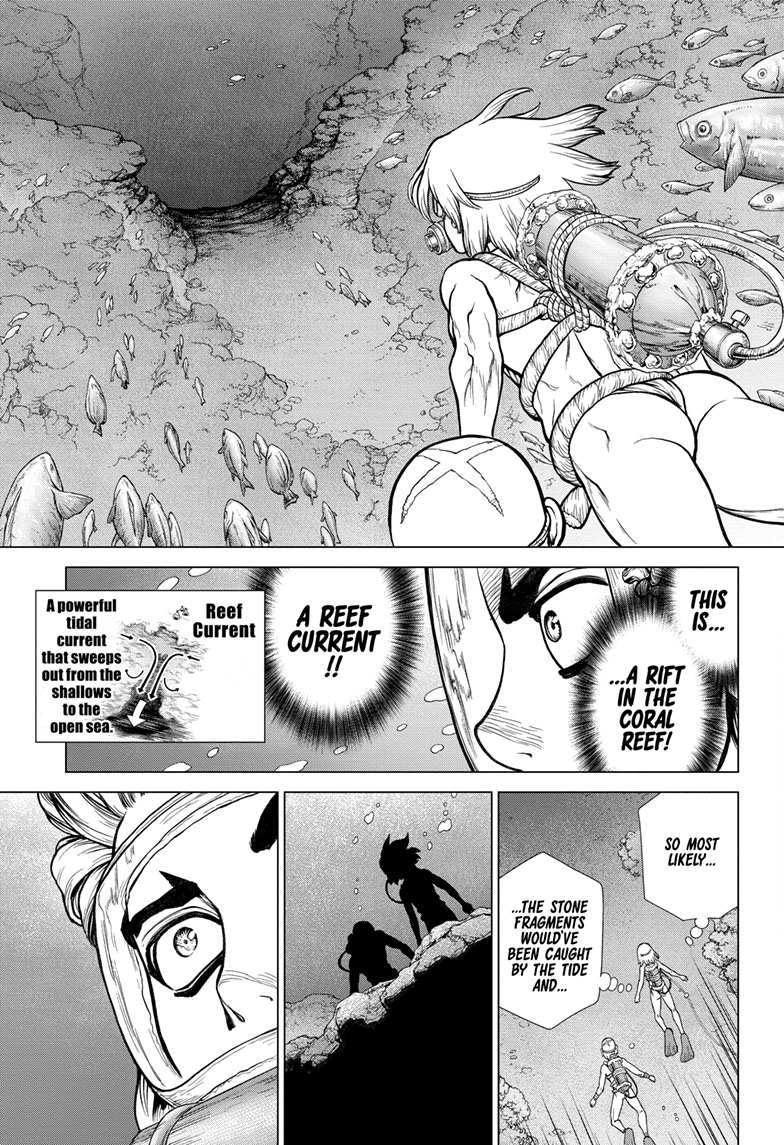 THIS
IS...
...A RIFT
IN THE
CORAL
REEF!
A REEF
CURRENT
!!
Reef
Current
A powerful
tidal
current
that sweeps
out from the
shallows
to the
open sea.
SO MOST
LIKELY...
...THE STONE
FRAGMENTS
WOULD'VE
BEEN CAUGHT
BY THE TIDE
AND...